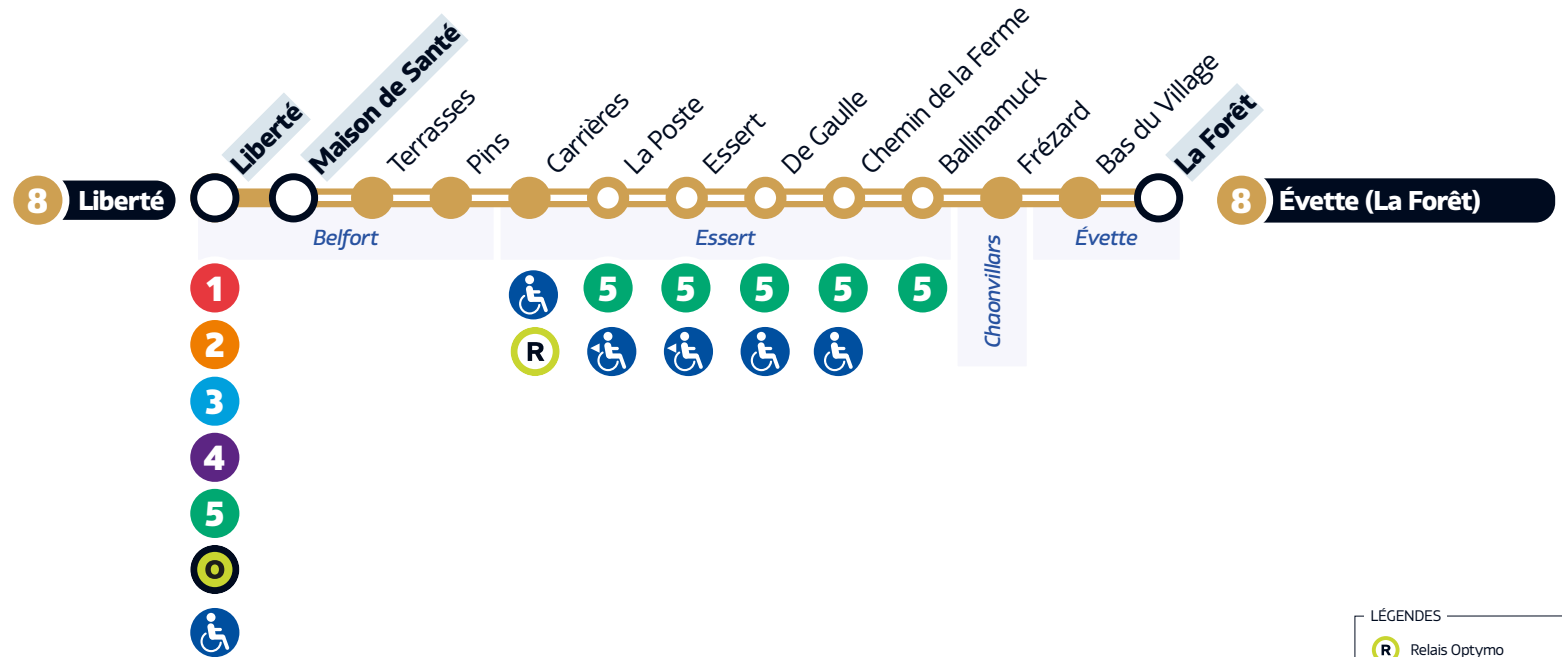 Liberté
Maison de Santé
Terrasses
Pins
Carrières
La Poste
Essert
De Gaulle
Chemin de la Ferme
Ballinamuck
Frézard
Bas du Village
La Forêt
8 Liberté
8 Évette (La Forêt)
Belfort
Essert
Chaonvillars
Évette
1
5
5
5
5
5
2
R
3
4
5
O
LÉGENDES
R Relais Optymo